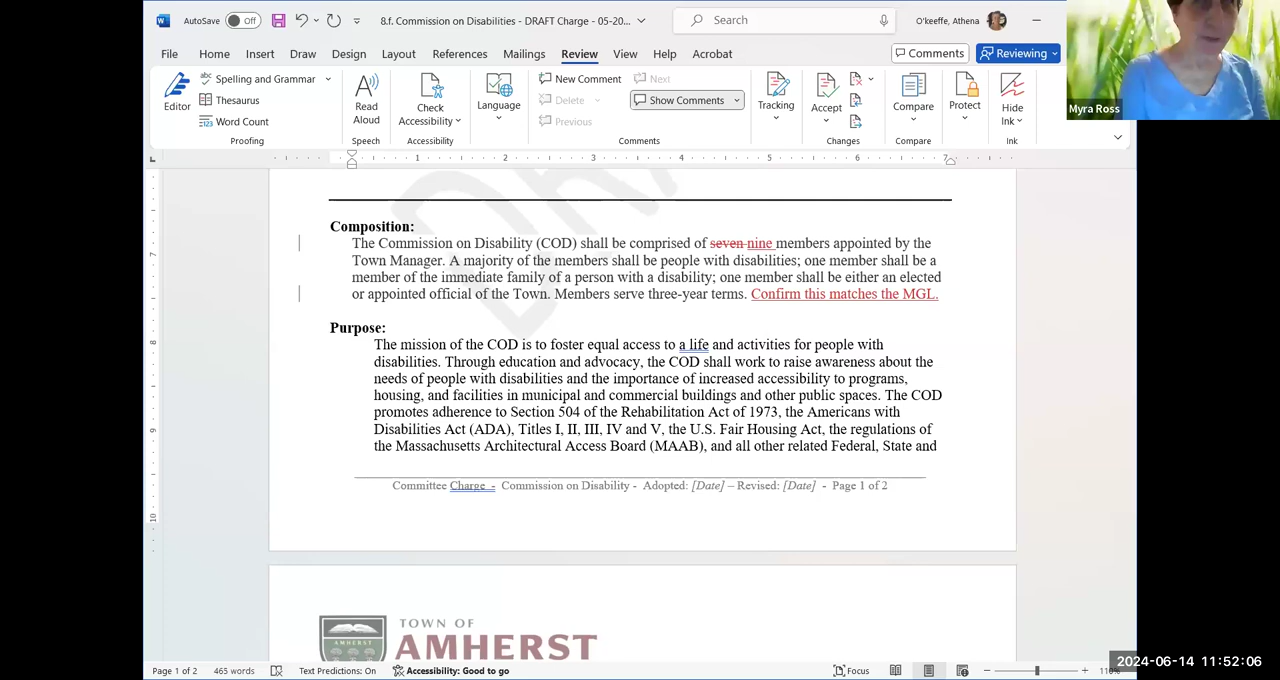 AutoSave Off 8.f. Commission on Disabilities - DRAFT Charge - 05-20... Search O'keeffe, Athena
File Home Insert Draw Design Layout References Mailings Review View Help Acrobat Comments Reviewing
Editor
Spelling and Grammar
Thesaurus
Word Count
Proofing
Read Aloud
Speech
Check Accessibility
Accessibility
Language
New Comment
Delete
Previous
Next
Show Comments
Comments
Tracking
Accept
Changes
Compare
Compare
Protect
Hide Ink
Ink
Myra Ross
1 2 3 4 5 6 7
DRA
Composition:
The Commission on Disability (COD) shall be comprised of seven nine members appointed by the
Town Manager. A majority of the members shall be people with disabilities; one member shall be a
member of the immediate family of a person with a disability; one member shall be either an elected
or appointed official of the Town. Members serve three-year terms. Confirm this matches the MGL.
Purpose:
The mission of the COD is to foster equal access to a life and activities for people with
disabilities. Through education and advocacy, the COD shall work to raise awareness about the
needs of people with disabilities and the importance of increased accessibility to programs,
housing, and facilities in municipal and commercial buildings and other public spaces. The COD
promotes adherence to Section 504 of the Rehabilitation Act of 1973, the Americans with
Disabilities Act (ADA), Titles I, II, III, IV and V, the U.S. Fair Housing Act, the regulations of
the Massachusetts Architectural Access Board (MAAB), and all other related Federal, State and
Committee Charge - Commission on Disability - Adopted: [Date] – Revised: [Date] - Page 1 of 2
7
8
9
10
TOWN OF
AMHERST
AMHERST
Page 1 of 2 465 words Text Predictions: On Accessibility: Good to go Focus
2024-06-14 11:52:06